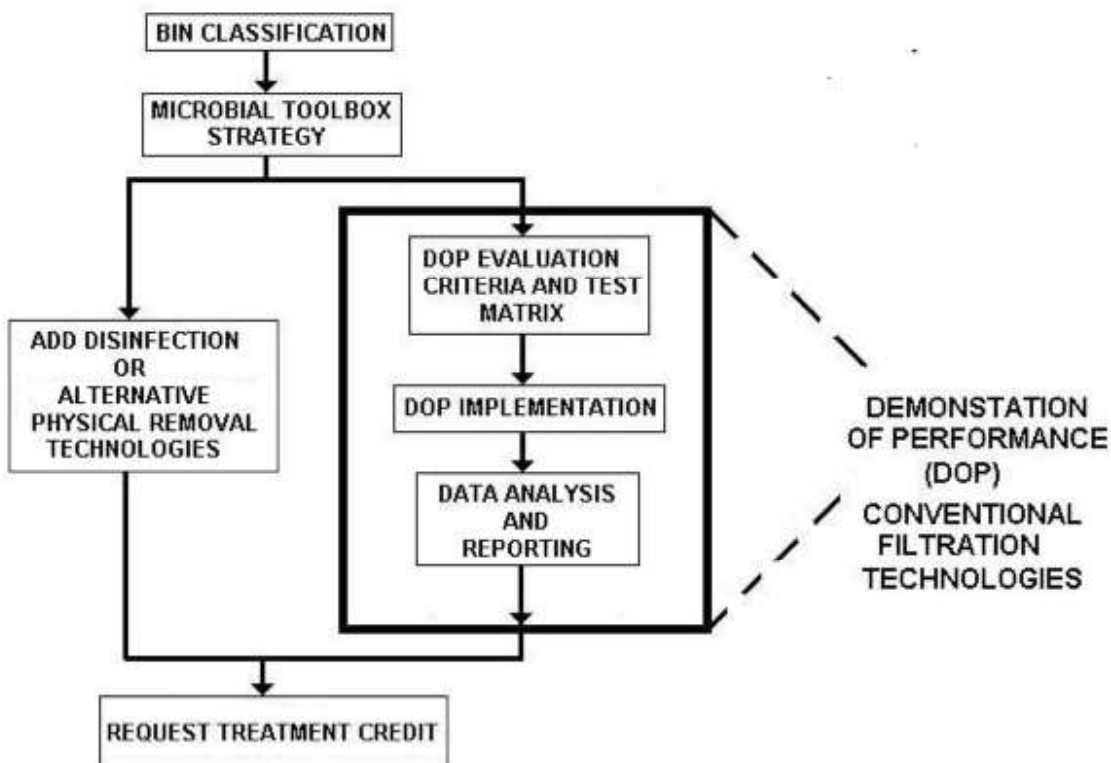 BIN CLASSIFICATION
MICROBIAL TOOLBOX
STRATEGY
ADD DISINFECTION
OR
ALTERNATIVE
PHYSICAL REMOVAL
TECHNOLOGIES
DOP EVALUATION
CRITERIA AND TEST
MATRIX
DOP IMPLEMENTATION
DATA ANALYSIS
AND
REPORTING
DEMONSTATION
OF PERFORMANCE
(DOP)
CONVENTIONAL
FILTRATION
TECHNOLOGIES
REQUEST TREATMENT CREDIT